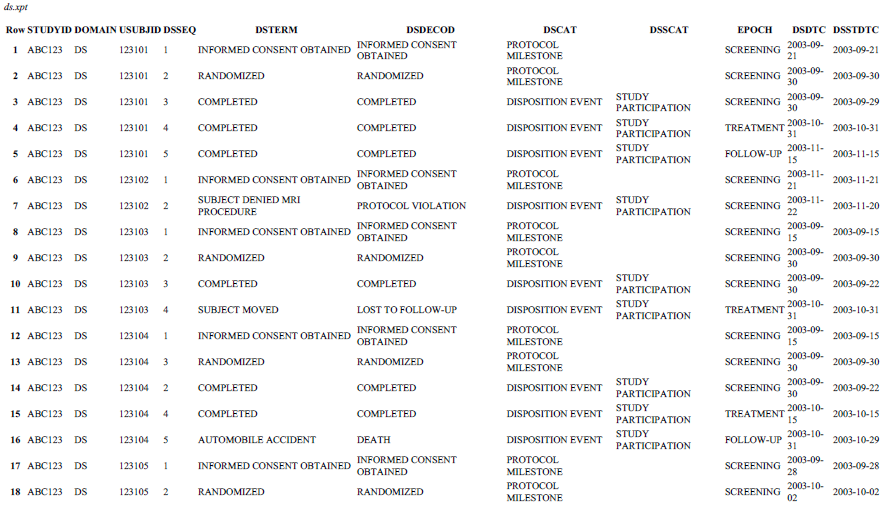 ds.xpt
Row STUDYID DOMAIN USUBJID DSSEQ DSTERM DSDECOD DSCAT DSSCAT EPOCH DSDTC DSSTDTC
1 ABC123 DS 123101 1 INFORMED CONSENT OBTAINED INFORMED CONSENT OBTAINED PROTOCOL MILESTONE SCREENING 2003-09-21 2003-09-21
2 ABC123 DS 123101 2 RANDOMIZED RANDOMIZED PROTOCOL MILESTONE SCREENING 2003-09-30 2003-09-30
3 ABC123 DS 123101 3 COMPLETED COMPLETED DISPOSITION EVENT STUDY PARTICIPATION SCREENING 2003-09-30 2003-09-29
4 ABC123 DS 123101 4 COMPLETED COMPLETED DISPOSITION EVENT STUDY PARTICIPATION TREATMENT 2003-10-31 2003-10-31
5 ABC123 DS 123101 5 COMPLETED COMPLETED DISPOSITION EVENT STUDY PARTICIPATION FOLLOW-UP 2003-11-15 2003-11-15
6 ABC123 DS 123102 1 INFORMED CONSENT OBTAINED INFORMED CONSENT OBTAINED PROTOCOL MILESTONE SCREENING 2003-11-21 2003-11-21
7 ABC123 DS 123102 2 SUBJECT DENIED MRI PROCEDURE PROTOCOL VIOLATION DISPOSITION EVENT STUDY PARTICIPATION SCREENING 2003-11-22 2003-11-20
8 ABC123 DS 123103 1 INFORMED CONSENT OBTAINED INFORMED CONSENT OBTAINED PROTOCOL MILESTONE SCREENING 2003-09-15 2003-09-15
9 ABC123 DS 123103 2 RANDOMIZED RANDOMIZED PROTOCOL MILESTONE SCREENING 2003-09-30 2003-09-30
10 ABC123 DS 123103 3 COMPLETED COMPLETED DISPOSITION EVENT STUDY PARTICIPATION SCREENING 2003-09-30 2003-09-22
11 ABC123 DS 123103 4 SUBJECT MOVED LOST TO FOLLOW-UP DISPOSITION EVENT STUDY PARTICIPATION TREATMENT 2003-10-31 2003-10-31
12 ABC123 DS 123104 1 INFORMED CONSENT OBTAINED INFORMED CONSENT OBTAINED PROTOCOL MILESTONE SCREENING 2003-09-15 2003-09-15
13 ABC123 DS 123104 3 RANDOMIZED RANDOMIZED PROTOCOL MILESTONE SCREENING 2003-09-30 2003-09-30
14 ABC123 DS 123104 2 COMPLETED COMPLETED DISPOSITION EVENT STUDY PARTICIPATION SCREENING 2003-09-30 2003-09-22
15 ABC123 DS 123104 4 COMPLETED COMPLETED DISPOSITION EVENT STUDY PARTICIPATION TREATMENT 2003-10-15 2003-10-15
16 ABC123 DS 123104 5 AUTOMOBILE ACCIDENT DEATH DISPOSITION EVENT STUDY PARTICIPATION FOLLOW-UP 2003-10-31 2003-10-29
17 ABC123 DS 123105 1 INFORMED CONSENT OBTAINED INFORMED CONSENT OBTAINED PROTOCOL MILESTONE SCREENING 2003-09-28 2003-09-28
18 ABC123 DS 123105 2 RANDOMIZED RANDOMIZED PROTOCOL MILESTONE SCREENING 2003-10-02 2003-10-02